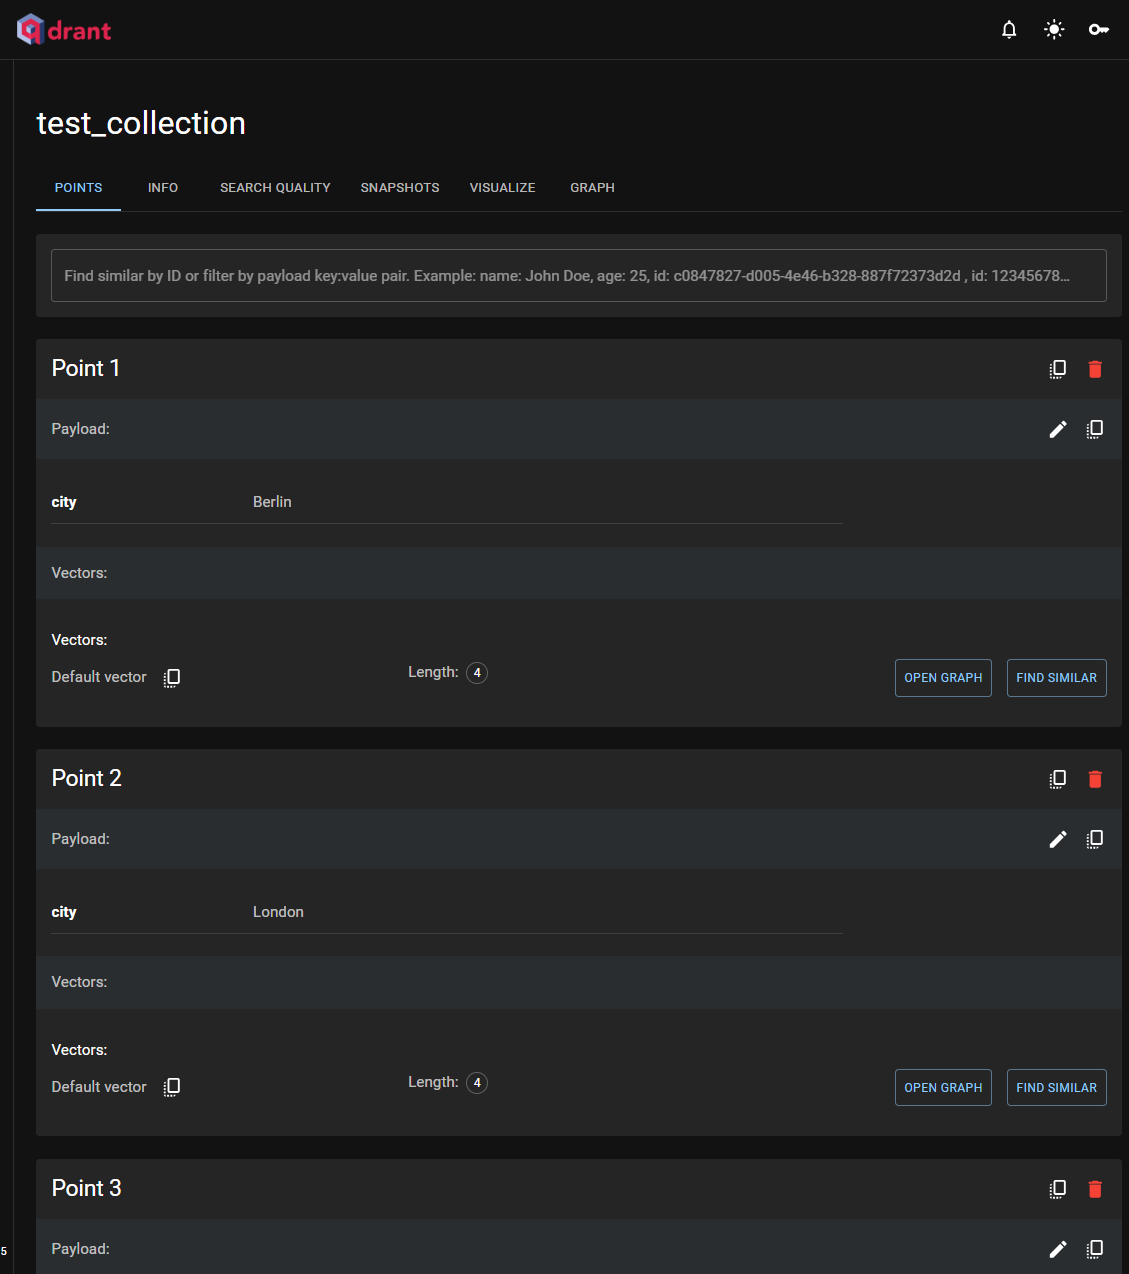 qdrant
test_collection
POINTS INFO SEARCH QUALITY SNAPSHOTS VISUALIZE GRAPH
Find similar by ID or filter by payload key:value pair. Example: name: John Doe, age: 25, id: c0847827-d005-4e46-b328-887f72373d2d , id: 12345678...
Point 1
Payload:
city Berlin
Vectors:
Vectors:
Default vector Length: 4 OPEN GRAPH FIND SIMILAR
Point 2
Payload:
city London
Vectors:
Vectors:
Default vector Length: 4 OPEN GRAPH FIND SIMILAR
Point 3
Payload:
5